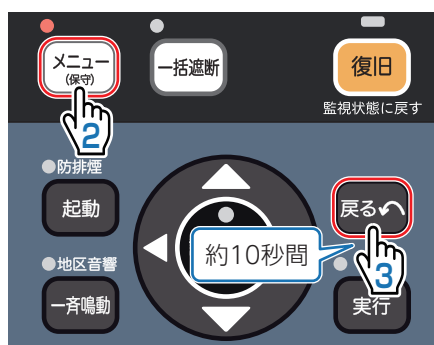 メニュー
(保守)
一括遮断
復旧
監視状態に戻す
2
防排煙
起動
戻る
約10秒間
地区音響
一斉鳴動
3
実行